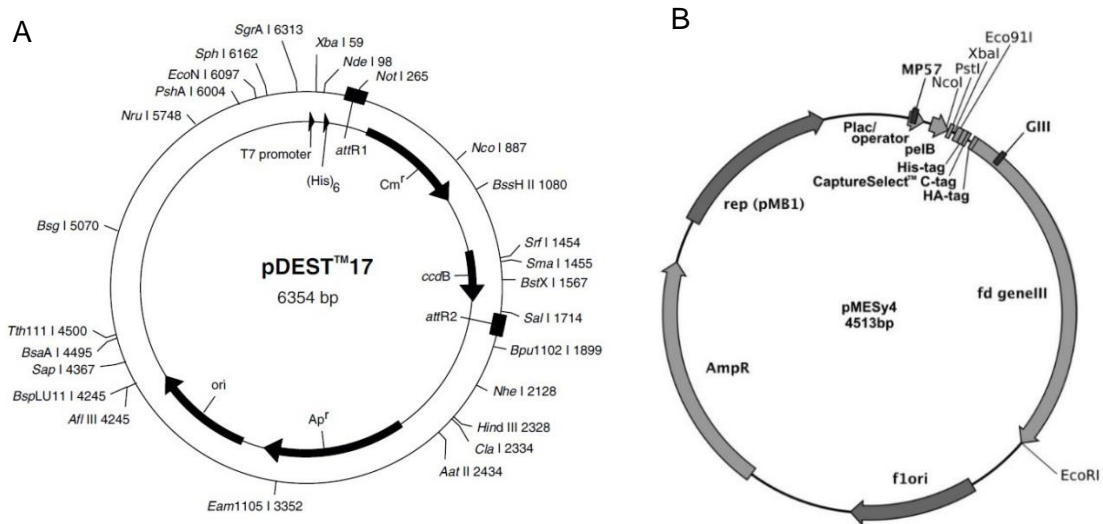 A
SgrA I 6313
Sph I 6162
EcoN I 6097
PshA I 6004
Nru I 5748
Xba I 59
Nde I 98
Not I 265
T7 promoter
(His)6
attR1
Cmr
Nco I 887
BssH II 1080
Bsg I 5070
pDEST™17
6354 bp
ccdB
attR2
Srf I 1454
Sma I 1455
BstX I 1567
Sal I 1714
Bpu1102 I 1899
Tth111 I 4500
BsaA I 4495
Sap I 4367
BspLU11 I 4245
Afl III 4245
ori
Apr
Nhe I 2128
Hind III 2328
Cla I 2334
Aat II 2434
Eam1105 I 3352
B
Eco91I
XbaI
PstI
MP57
NcoI
GIII
Plac/
operator
pelB
His-tag
CaptureSelect™ C-tag
HA-tag
rep (pMB1)
fd geneIII
pMESy4
4513bp
AmpR
f1ori
EcoRI